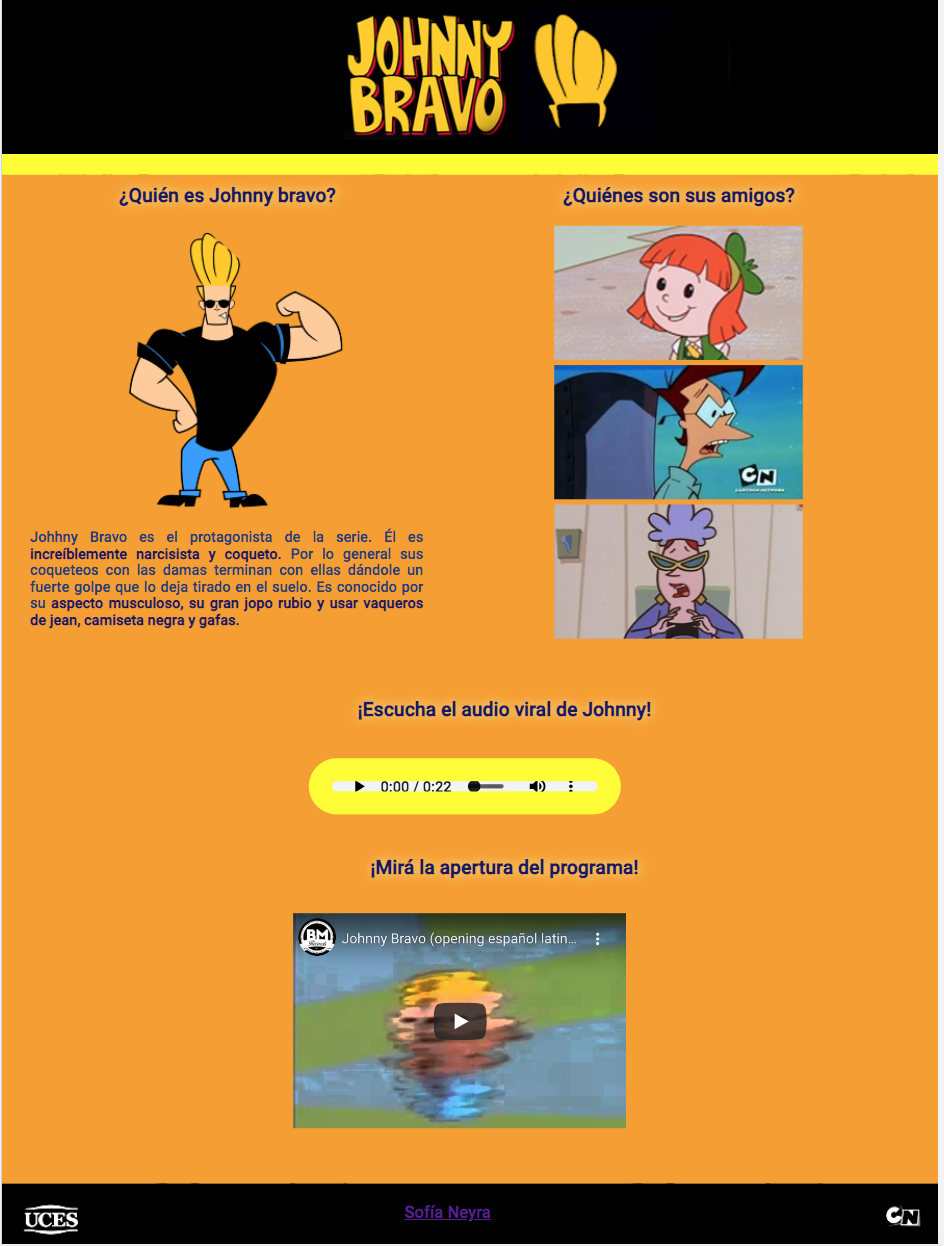 JOHNNY
BRAVO
¿Quién es Johnny bravo?
Johhny Bravo es el protagonista de la serie. Él es
increíblemente narcisista y coqueto. Por lo general sus
coqueteos con las damas terminan con ellas dándole un
fuerte golpe que lo deja tirado en el suelo. Es conocido por
su aspecto musculoso, su gran jopo rubio y usar vaqueros
de jean, camiseta negra y gafas.
¿Quiénes son sus amigos?
CN
CARTOON NETWORK
¡Escucha el audio viral de Johnny!
0:00 / 0:22
¡Mirá la apertura del programa!
BM
Johnny Bravo (opening español latin...
UCES
Sofía Neyra
CN